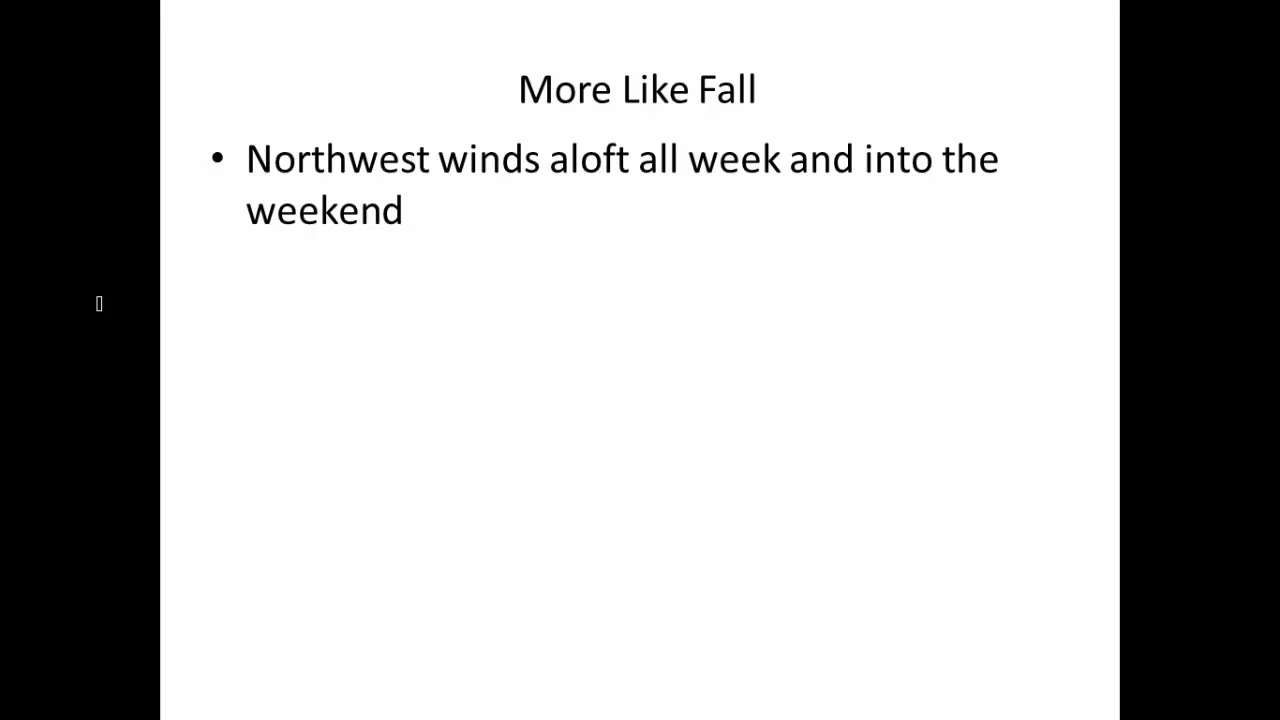 More Like Fall
• Northwest winds aloft all week and into the
weekend